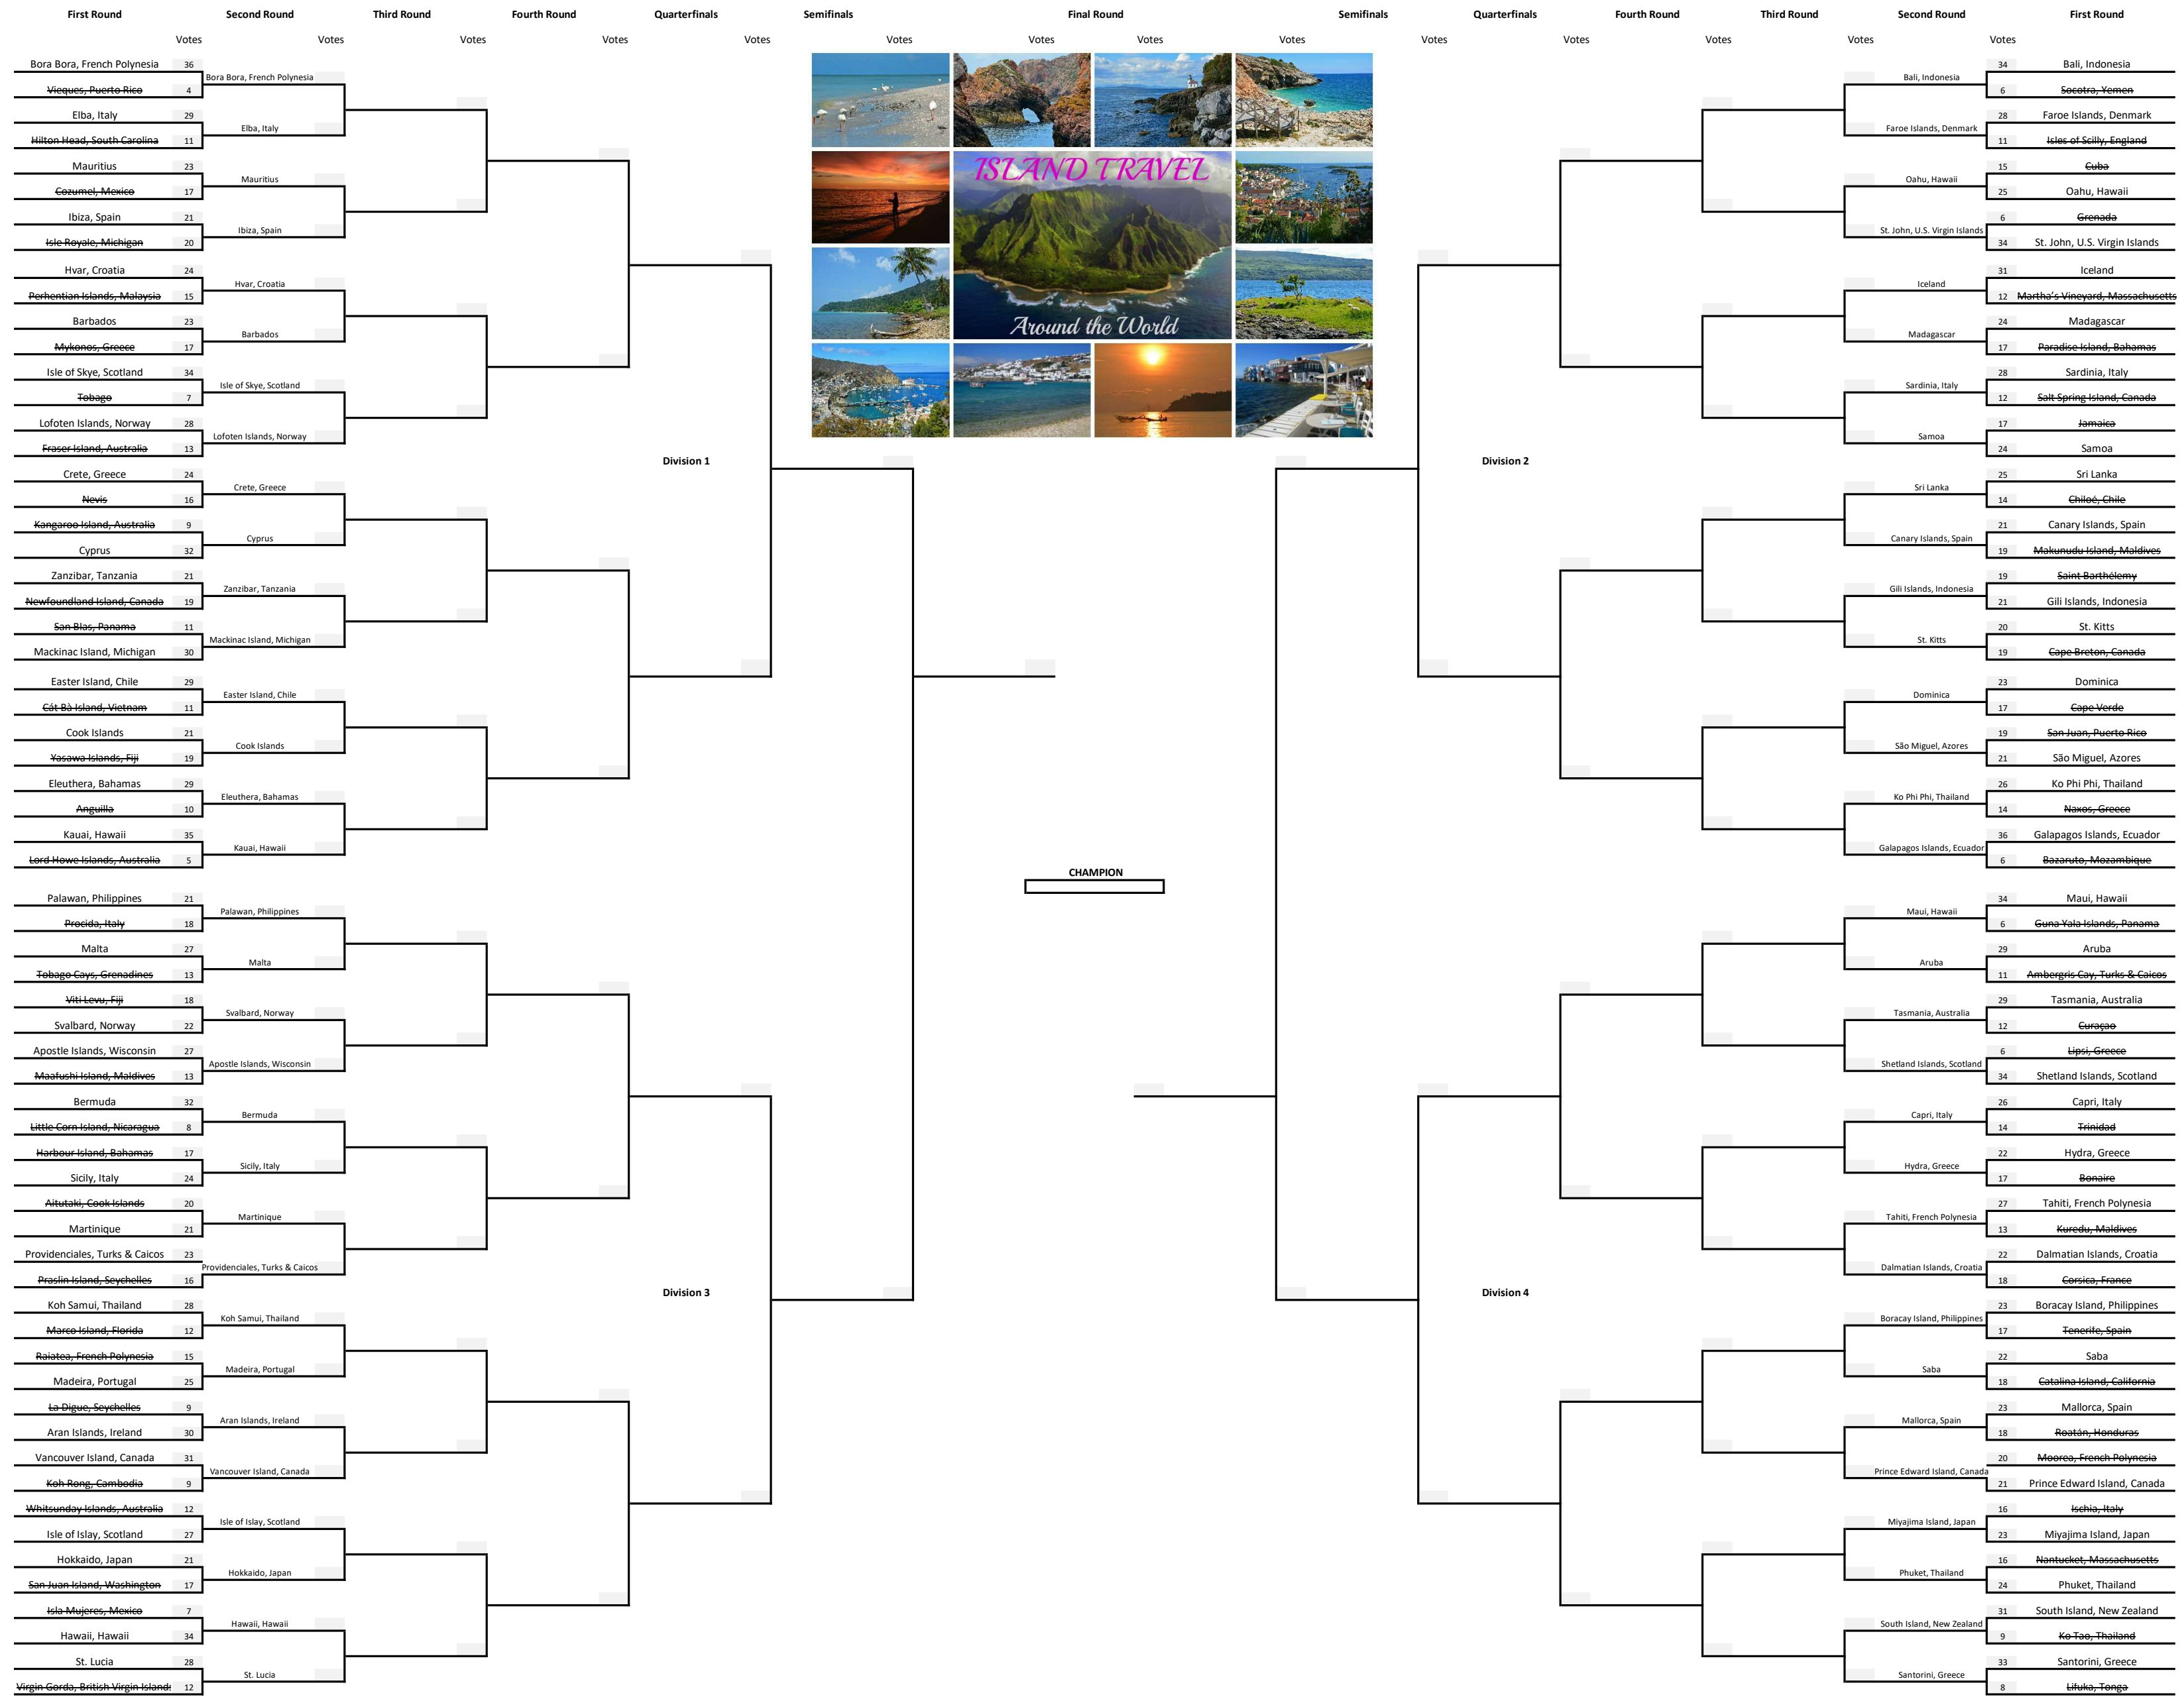 First Round Second Round Third Round Fourth Round Quarterfinals Semifinals Final Round Semifinals Quarterfinals Fourth Round Third Round Second Round First Round
Votes Votes Votes Votes Votes Votes Votes Votes Votes Votes Votes Votes Votes Votes
ISLAND TRAVEL
Around the World
Division 1
Bora Bora, French Polynesia 36
Bora Bora, French Polynesia
Vieques, Puerto Rico 4
Elba, Italy 29
Elba, Italy
Hilton Head, South Carolina 11
Mauritius 23
Mauritius
Cozumel, Mexico 17
Ibiza, Spain 21
Ibiza, Spain
Isle Royale, Michigan 20
Hvar, Croatia 24
Hvar, Croatia
Perhentian Islands, Malaysia 15
Barbados 23
Barbados
Mykonos, Greece 17
Isle of Skye, Scotland 34
Isle of Skye, Scotland
Tobago 7
Lofoten Islands, Norway 28
Lofoten Islands, Norway
Fraser Island, Australia 13
Crete, Greece 24
Crete, Greece
Nevis 16
Kangaroo Island, Australia 9
Cyprus
Cyprus 32
Zanzibar, Tanzania 21
Zanzibar, Tanzania
Newfoundland Island, Canada 19
San Blas, Panama 11
Mackinac Island, Michigan
Mackinac Island, Michigan 30
Easter Island, Chile 29
Easter Island, Chile
Cát Bà Island, Vietnam 11
Cook Islands 21
Cook Islands
Yasawa Islands, Fiji 19
Eleuthera, Bahamas 29
Eleuthera, Bahamas
Anguilla 10
Kauai, Hawaii 35
Kauai, Hawaii
Lord Howe Islands, Australia 5
Division 3
Palawan, Philippines 21
Palawan, Philippines
Procida, Italy 18
Malta 27
Malta
Tobago Cays, Grenadines 13
Viti Levu, Fiji 18
Svalbard, Norway
Svalbard, Norway 22
Apostle Islands, Wisconsin 27
Apostle Islands, Wisconsin
Maafushi Island, Maldives 13
Bermuda 32
Bermuda
Little Corn Island, Nicaragua 8
Harbour Island, Bahamas 17
Sicily, Italy
Sicily, Italy 24
Aitutaki, Cook Islands 20
Martinique
Martinique 21
Providenciales, Turks & Caicos 23
Providenciales, Turks & Caicos
Praslin Island, Seychelles 16
Koh Samui, Thailand 28
Koh Samui, Thailand
Marco Island, Florida 12
Raiatea, French Polynesia 15
Madeira, Portugal
Madeira, Portugal 25
La Digue, Seychelles 9
Aran Islands, Ireland
Aran Islands, Ireland 30
Vancouver Island, Canada 31
Vancouver Island, Canada
Koh Rong, Cambodia 9
Whitsunday Islands, Australia 12
Isle of Islay, Scotland
Isle of Islay, Scotland 27
Hokkaido, Japan 21
Hokkaido, Japan
San Juan Island, Washington 17
Isla Mujeres, Mexico 7
Hawaii, Hawaii
Hawaii, Hawaii 34
St. Lucia 28
St. Lucia
Virgin Gorda, British Virgin Islands 12
CHAMPION
Division 2
34 Bali, Indonesia
Bali, Indonesia
6 Socotra, Yemen
28 Faroe Islands, Denmark
Faroe Islands, Denmark
11 Isles of Scilly, England
15 Cuba
Oahu, Hawaii
25 Oahu, Hawaii
6 Grenada
St. John, U.S. Virgin Islands
34 St. John, U.S. Virgin Islands
31 Iceland
Iceland
12 Martha's Vineyard, Massachusetts
24 Madagascar
Madagascar
17 Paradise Island, Bahamas
28 Sardinia, Italy
Sardinia, Italy
12 Salt Spring Island, Canada
17 Jamaica
Samoa
24 Samoa
25 Sri Lanka
Sri Lanka
14 Chiloé, Chile
21 Canary Islands, Spain
Canary Islands, Spain
19 Makunudu Island, Maldives
19 Saint Barthélemy
Gili Islands, Indonesia
21 Gili Islands, Indonesia
20 St. Kitts
St. Kitts
19 Cape Breton, Canada
23 Dominica
Dominica
17 Cape Verde
19 San Juan, Puerto Rico
São Miguel, Azores
21 São Miguel, Azores
26 Ko Phi Phi, Thailand
Ko Phi Phi, Thailand
14 Naxos, Greece
36 Galapagos Islands, Ecuador
Galapagos Islands, Ecuador
6 Bazaruto, Mozambique
Division 4
34 Maui, Hawaii
Maui, Hawaii
6 Guna Yala Islands, Panama
29 Aruba
Aruba
11 Ambergris Cay, Turks & Caicos
29 Tasmania, Australia
Tasmania, Australia
12 Curaçao
6 Lipsi, Greece
Shetland Islands, Scotland
34 Shetland Islands, Scotland
26 Capri, Italy
Capri, Italy
14 Trinidad
22 Hydra, Greece
Hydra, Greece
17 Bonaire
27 Tahiti, French Polynesia
Tahiti, French Polynesia
13 Kuredu, Maldives
22 Dalmatian Islands, Croatia
Dalmatian Islands, Croatia
18 Corsica, France
23 Boracay Island, Philippines
Boracay Island, Philippines
17 Tenerife, Spain
22 Saba
Saba
18 Catalina Island, California
23 Mallorca, Spain
Mallorca, Spain
18 Roatán, Honduras
20 Moorea, French Polynesia
Prince Edward Island, Canada
21 Prince Edward Island, Canada
16 Ischia, Italy
Miyajima Island, Japan
23 Miyajima Island, Japan
16 Nantucket, Massachusetts
Phuket, Thailand
24 Phuket, Thailand
31 South Island, New Zealand
South Island, New Zealand
9 Ko Tao, Thailand
33 Santorini, Greece
Santorini, Greece
8 Lifuka, Tonga